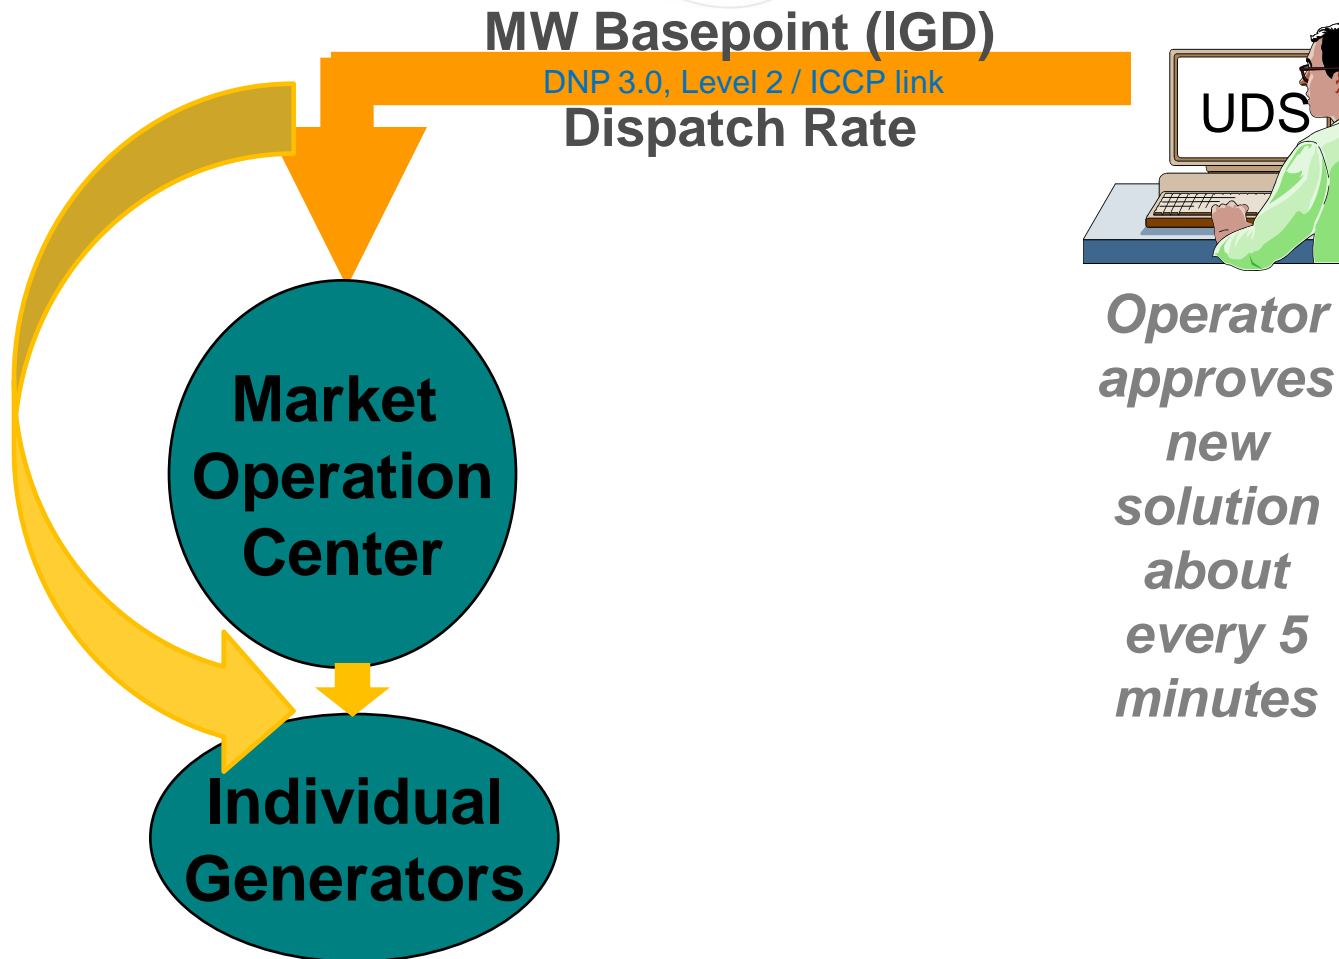 MW Basepoint (IGD)
DNP 3.0, Level 2 / ICCP link
Dispatch Rate
UDS
Operator
approves
new
solution
about
every 5
minutes
Market
Operation
Center
Individual
Generators